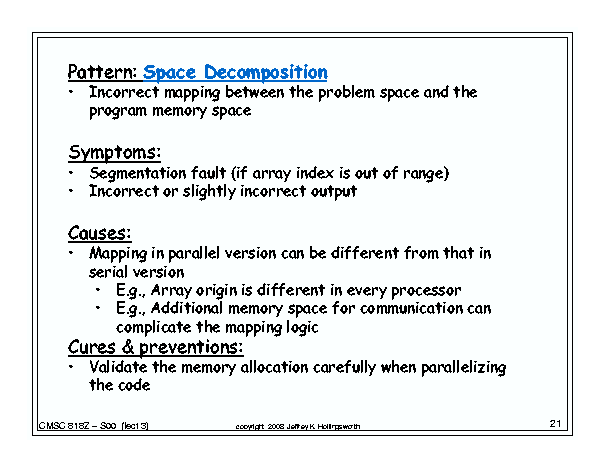 Pattern: Space Decomposition
• Incorrect mapping between the problem space and the
program memory space
Symptoms:
• Segmentation fault (if array index is out of range)
• Incorrect or slightly incorrect output
Causes:
• Mapping in parallel version can be different from that in
serial version
• E.g., Array origin is different in every processor
• E.g., Additional memory space for communication can
complicate the mapping logic
Cures & preventions:
• Validate the memory allocation carefully when parallelizing
the code
CMSC 818Z – S00 (lect3)
copyright 2008 Jeffrey K Hollingsworth
21